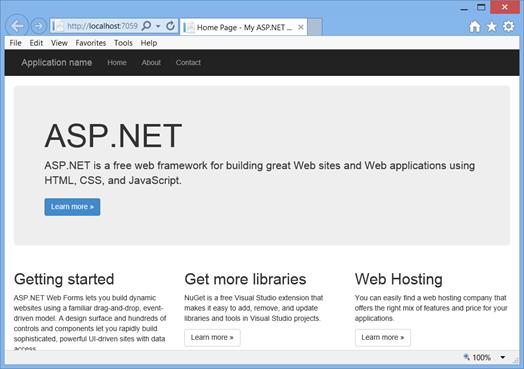 http://localhost:7059
Home Page - My ASP.NET ...
File Edit View Favorites Tools Help
Application name Home About Contact
ASP.NET
ASP.NET is a free web framework for building great Web sites and Web applications using
HTML, CSS, and JavaScript.
Learn more »
Getting started
ASP.NET Web Forms lets you build dynamic
websites using a familiar drag-and-drop, event-
driven model. A design surface and hundreds of
controls and components let you rapidly build
sophisticated, powerful UI-driven sites with data
access.
Get more libraries
NuGet is a free Visual Studio extension that
makes it easy to add, remove, and update
libraries and tools in Visual Studio projects.
Learn more »
Web Hosting
You can easily find a web hosting company that
offers the right mix of features and price for your
applications.
Learn more »
100%